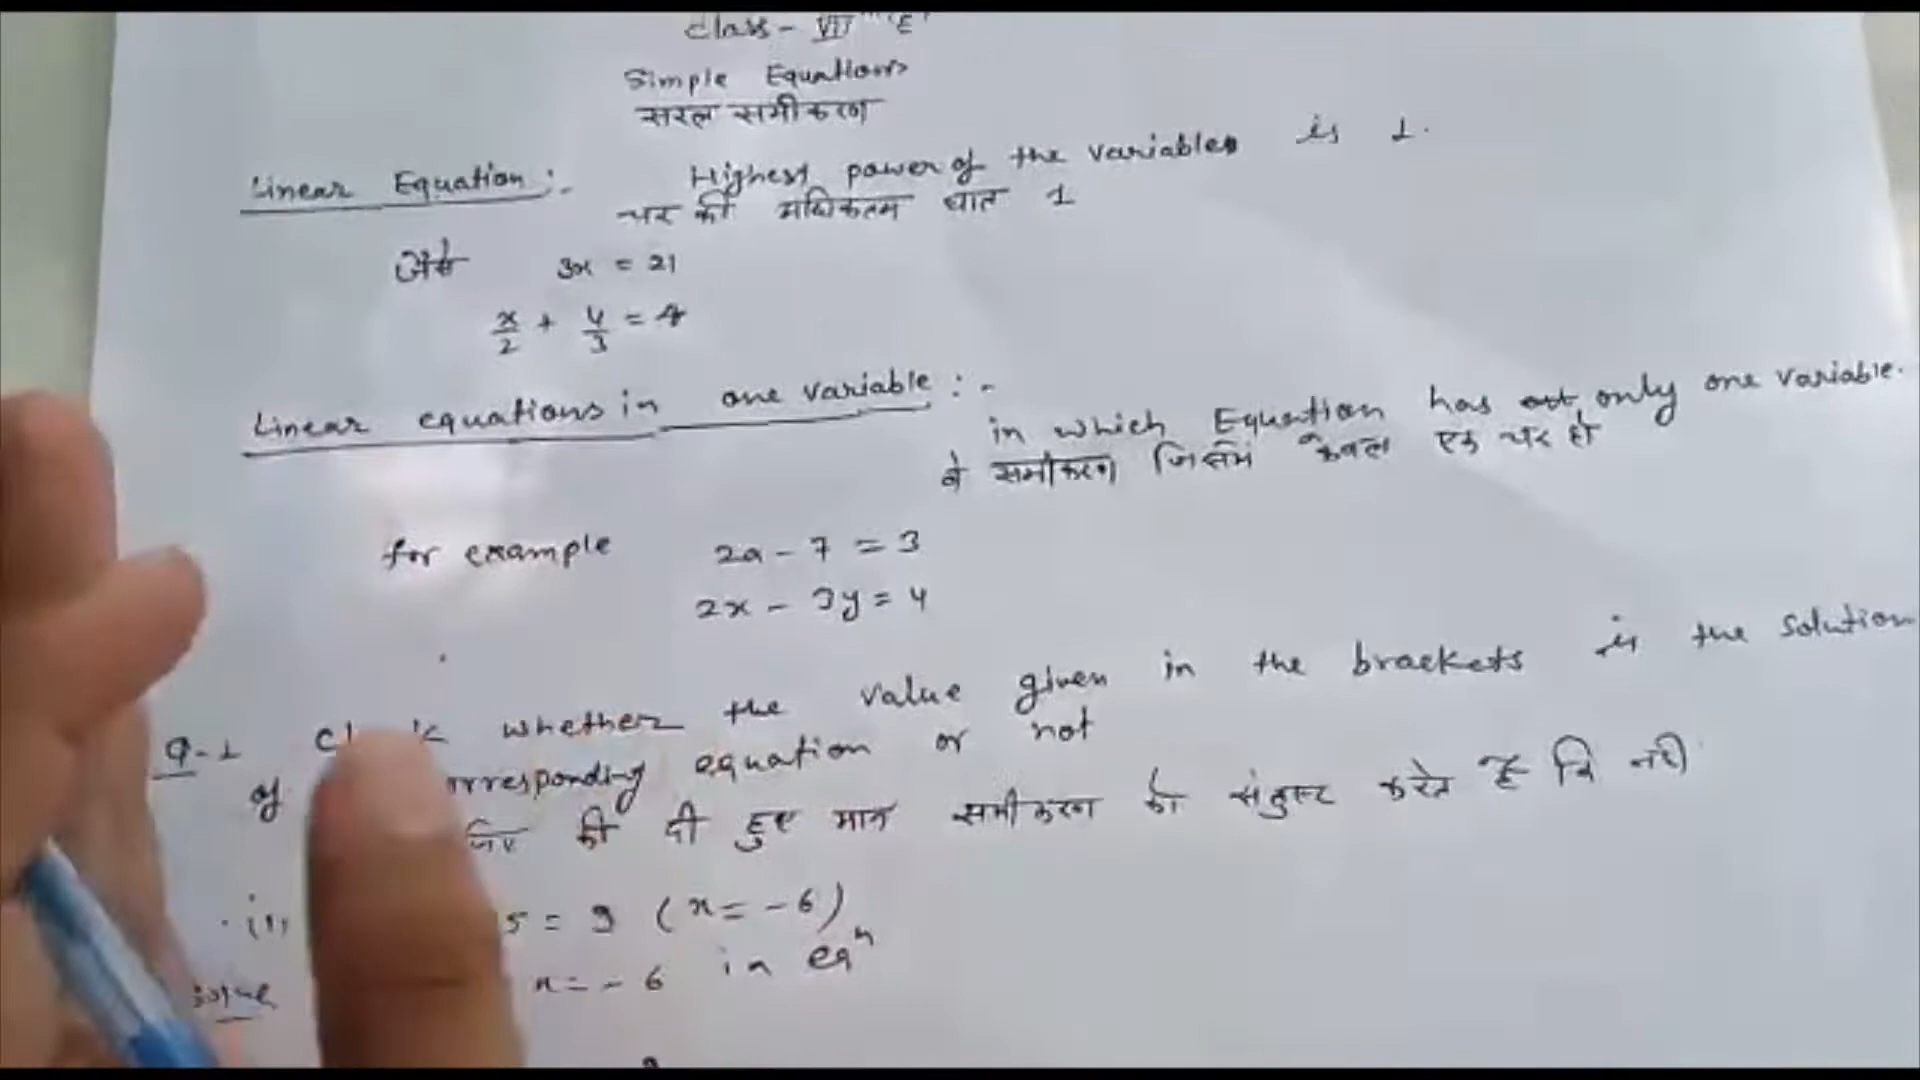 Class - VII
Simple Equations
सरल समीकरण
Linear Equation :- Highest power of the variables is 1.
चर की अधिकतम घात 1
जैसे 3x = 21
x/2 + y/3 = 4
Linear equations in one variable :-
in which Equation has only one variable.
वे समीकरण जिसमें केवल एक चर हो
for example 2a - 7 = 3
2x - 3y = 4
Q-1 whether the value given in the brackets is the solution
of equation or not
की दी हुए मान समीकरण को संतुष्ट करते है कि नही
(i) 5 = 9 (x = -6)
x = - 6 in eqn